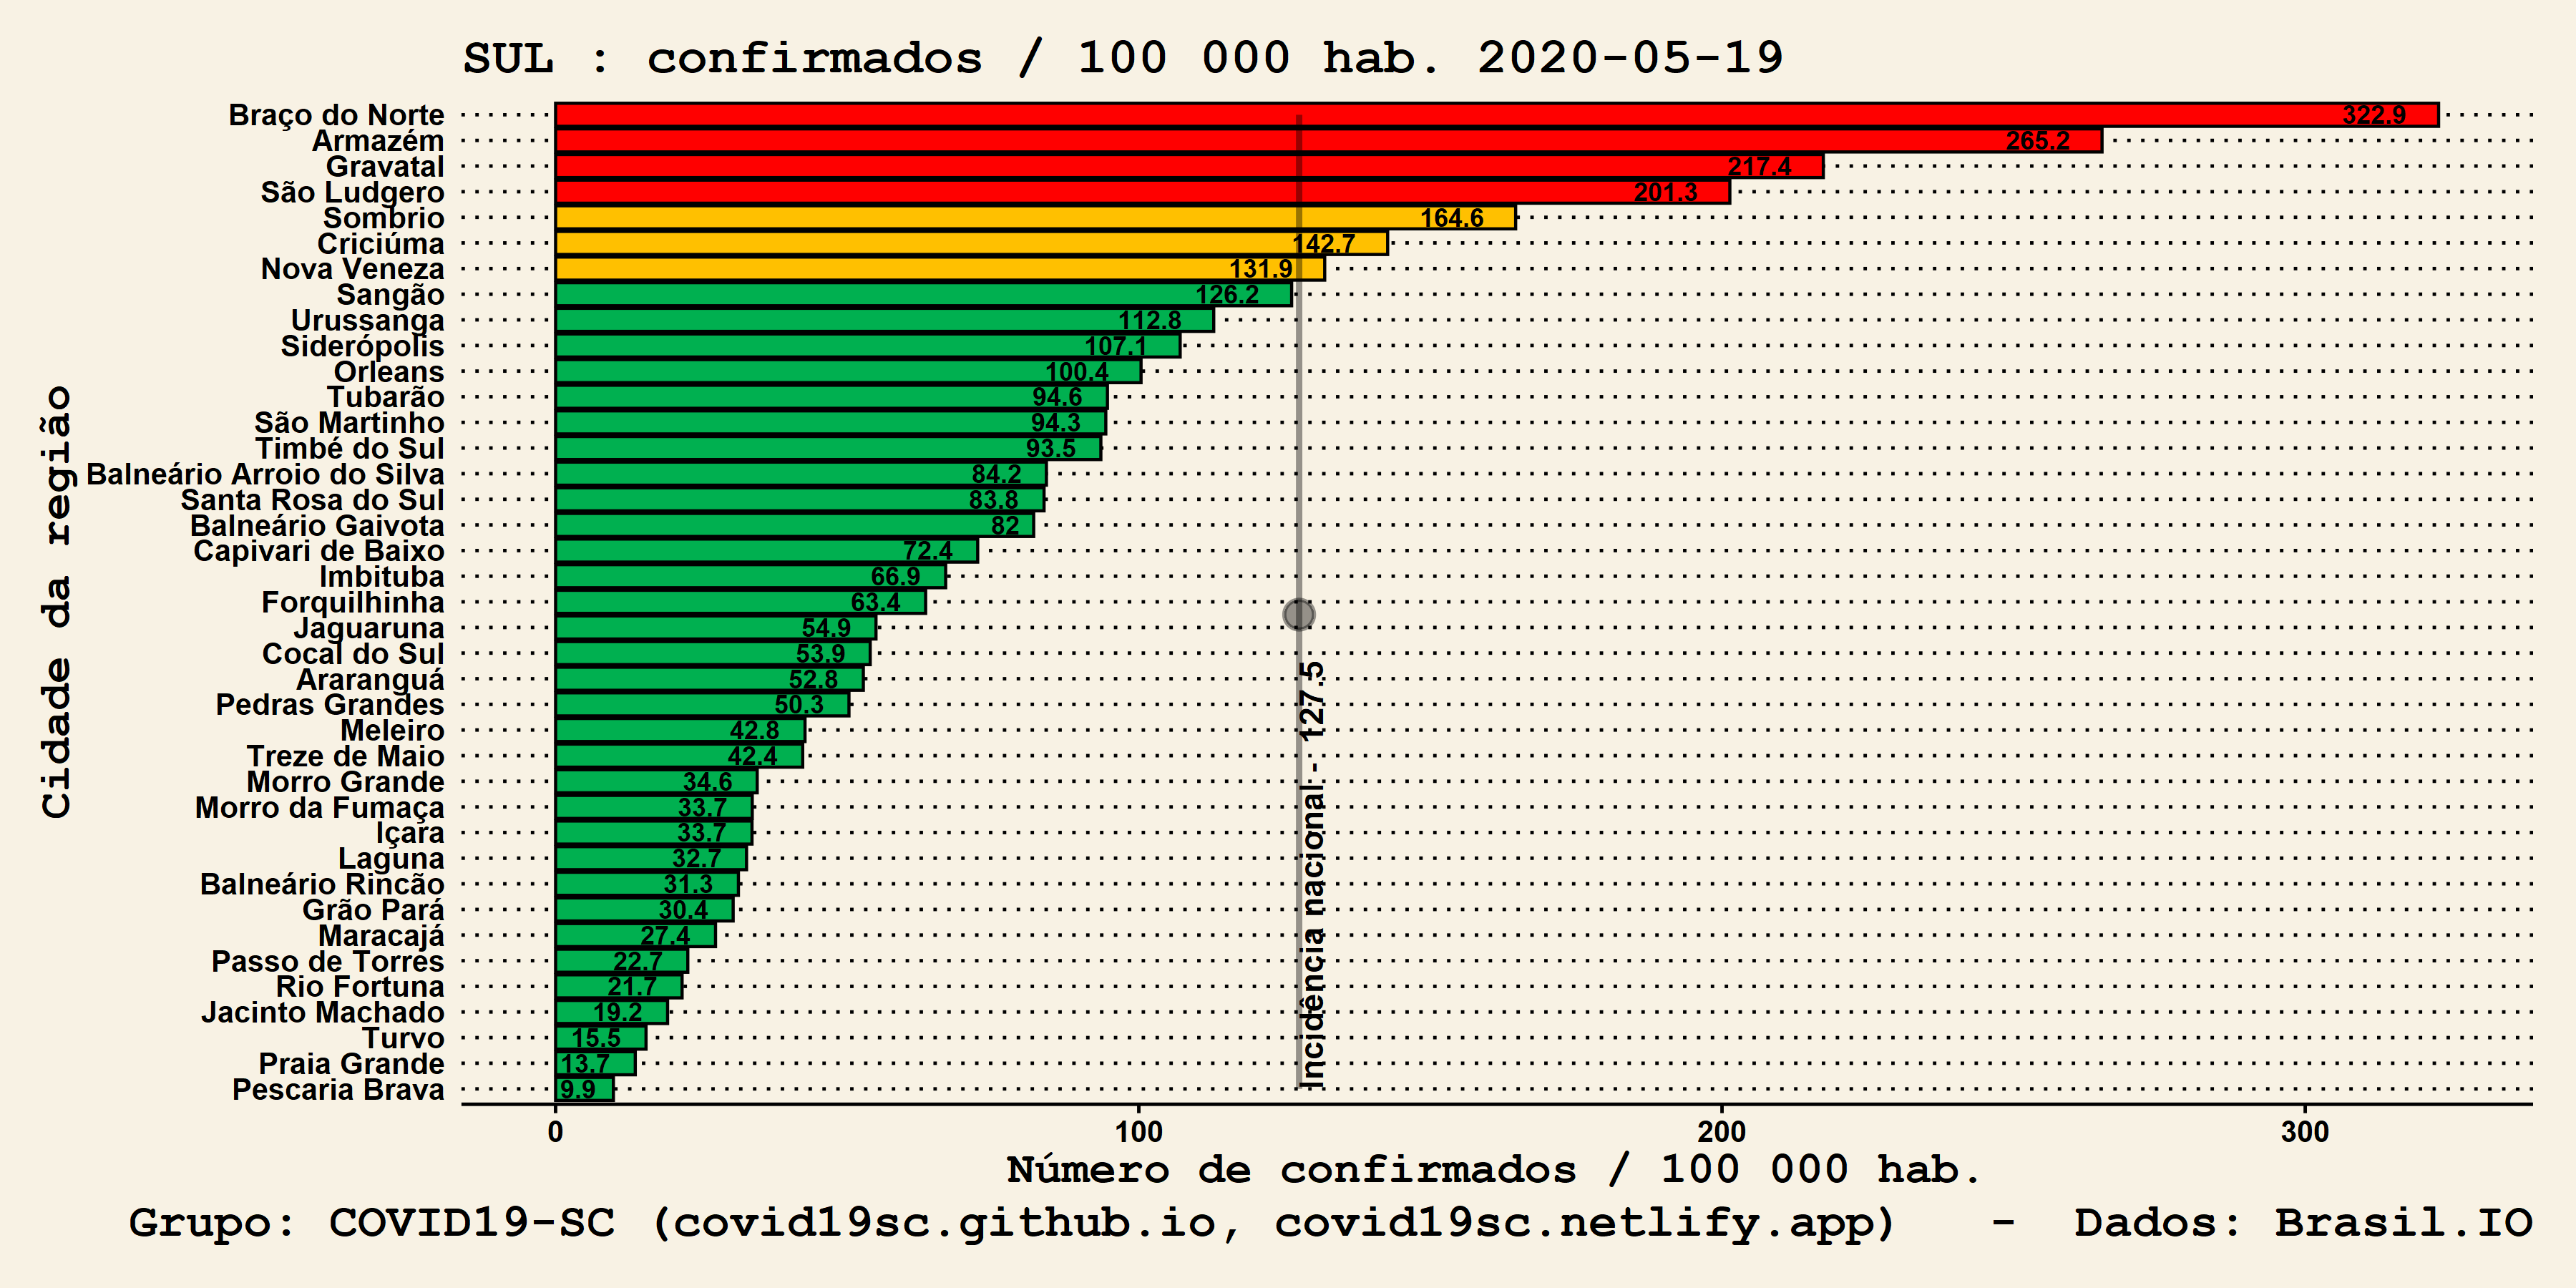 SUL : confirmados / 100 000 hab. 2020-05-19
Cidade da região
Braço do Norte 322.9
Armazém 265.2
Gravatal 217.4
São Ludgero 201.3
Sombrio 164.6
Criciúma 142.7
Nova Veneza 131.9
Sangão 126.2
Urussanga 112.8
Siderópolis 107.1
Orleans 100.4
Tubarão 94.6
São Martinho 94.3
Timbé do Sul 93.5
Balneário Arroio do Silva 84.2
Santa Rosa do Sul 83.8
Balneário Gaivota 82
Capivari de Baixo 72.4
Imbituba 66.9
Forquilhinha 63.4
Jaguaruna 54.9
Cocal do Sul 53.9
Araranguá 52.8
Pedras Grandes 50.3
Meleiro 42.8
Treze de Maio 42.4
Morro Grande 34.6
Morro da Fumaça 33.7
Içara 33.7
Laguna 32.7
Balneário Rincão 31.3
Grão Pará 30.4
Maracajá 27.4
Passo de Torres 22.7
Rio Fortuna 21.7
Jacinto Machado 19.2
Turvo 15.5
Praia Grande 13.7
Pescaria Brava 9.9
Incidência nacional - 127.5
0 100 200 300
Número de confirmados / 100 000 hab.
Grupo: COVID19-SC (covid19sc.github.io, covid19sc.netlify.app) - Dados: Brasil.IO